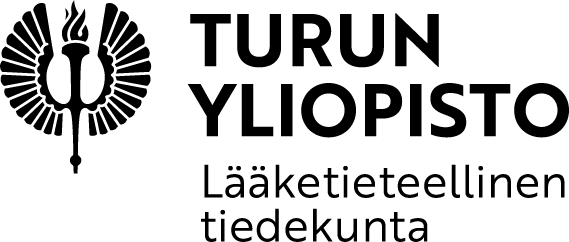 TURUN
YLIOPISTO
Lääketieteellinen
tiedekunta